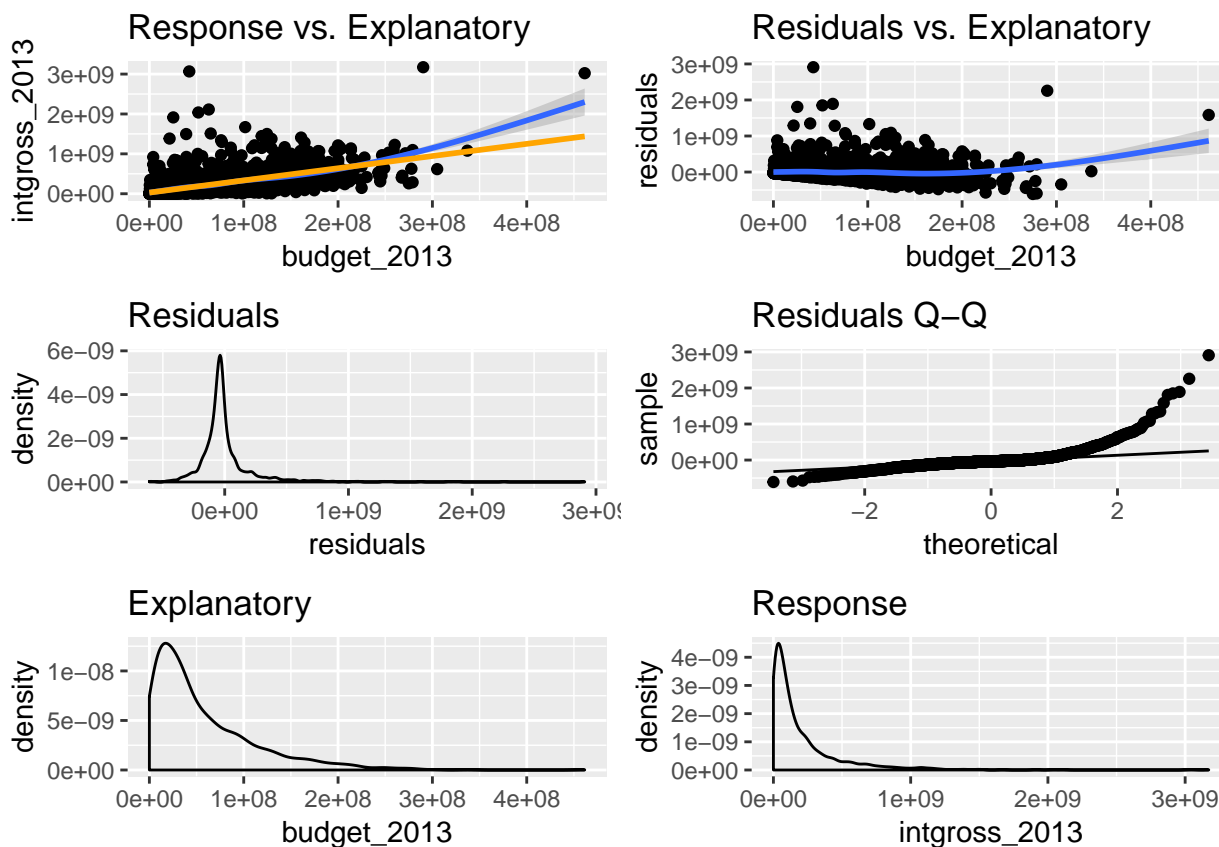 Response vs. Explanatory
intgross_2013
3e+09
2e+09
1e+09
0e+00
0e+00 1e+08 2e+08 3e+08 4e+08
budget_2013
Residuals vs. Explanatory
residuals
3e+09
2e+09
1e+09
0e+00
0e+00 1e+08 2e+08 3e+08 4e+08
budget_2013
Residuals
density
6e−09
4e−09
2e−09
0e+00
0e+00 1e+09 2e+09 3e+09
residuals
Residuals Q−Q
sample
3e+09
2e+09
1e+09
0e+00
−2 0 2
theoretical
Explanatory
density
1e−08
5e−09
0e+00
0e+00 1e+08 2e+08 3e+08 4e+08
budget_2013
Response
density
4e−09
3e−09
2e−09
1e−09
0e+00
0e+00 1e+09 2e+09 3e+09
intgross_2013